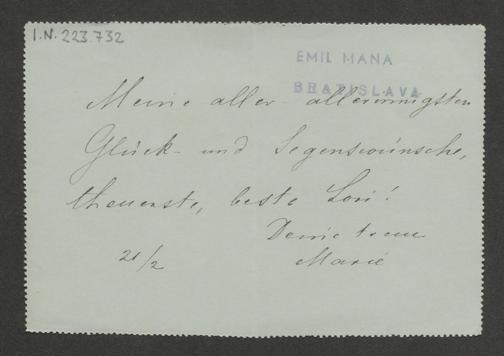 I.N. 223.732
EMIL MANA
BRATISLAVA
Meine aller- allerinnigsten
Glück- und Segenswünsche,
theuerste, beste Lori!
Deine treue
Marie
21/2